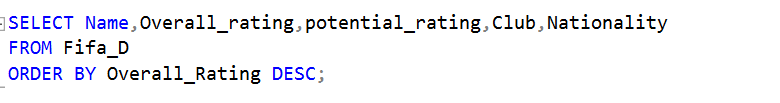 SELECT Name,Overall_rating,potential_rating,Club,Nationality
FROM Fifa_D
ORDER BY Overall_Rating DESC;